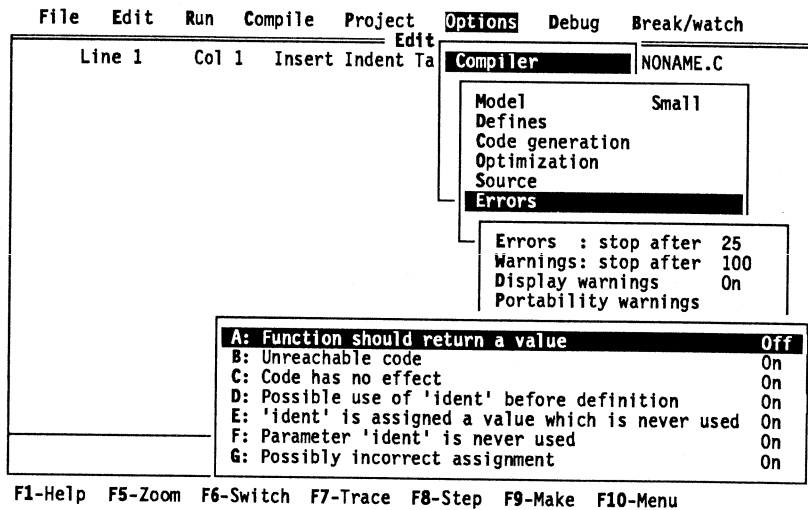 File Edit Run Compile Project Options Debug Break/watch
Edit
Line 1 Col 1 Insert Indent Ta Compiler NONAME.C
Model Small
Defines
Code generation
Optimization
Source
Errors
Errors : stop after 25
Warnings: stop after 100
Display warnings On
Portability warnings
A: Function should return a value Off
B: Unreachable code On
C: Code has no effect On
D: Possible use of 'ident' before definition On
E: 'ident' is assigned a value which is never used On
F: Parameter 'ident' is never used On
G: Possibly incorrect assignment On
F1-Help F5-Zoom F6-Switch F7-Trace F8-Step F9-Make F10-Menu